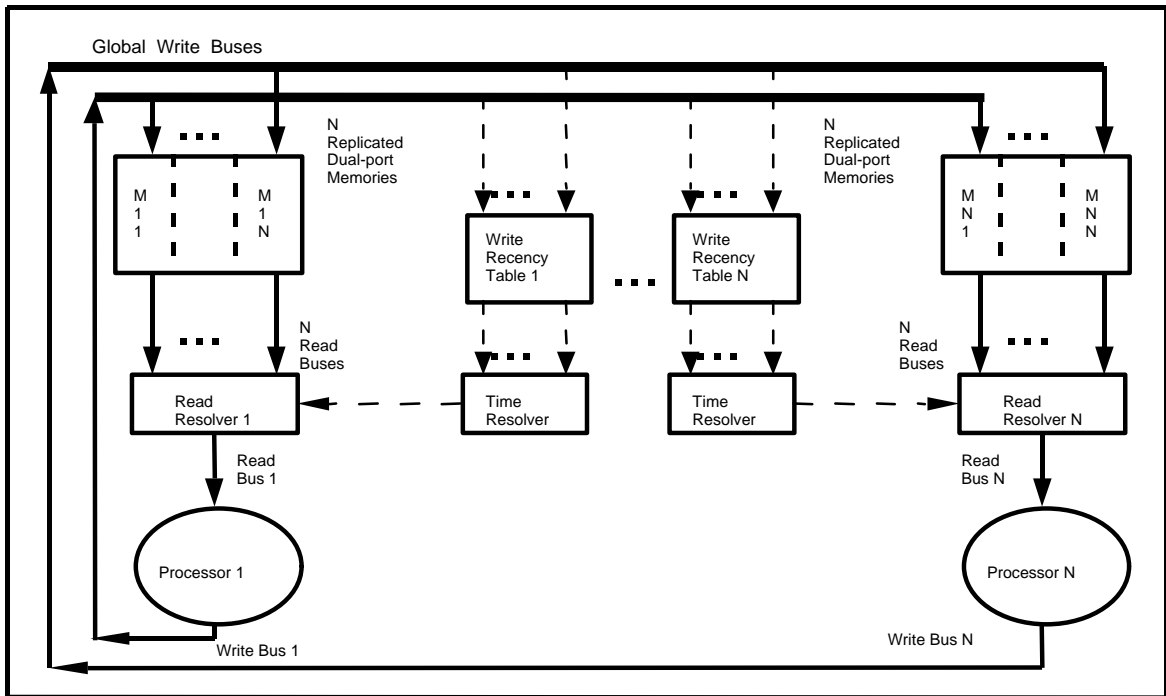 Global Write Buses
N
Replicated
Dual-port
Memories
N
Replicated
Dual-port
Memories
M
1
1
M
1
N
M
N
1
M
N
N
Write
Recency
Table 1
Write
Recency
Table N
N
Read
Buses
N
Read
Buses
Read
Resolver 1
Time
Resolver
Time
Resolver
Read
Resolver N
Read
Bus 1
Read
Bus N
Processor 1
Processor N
Write Bus 1
Write Bus N